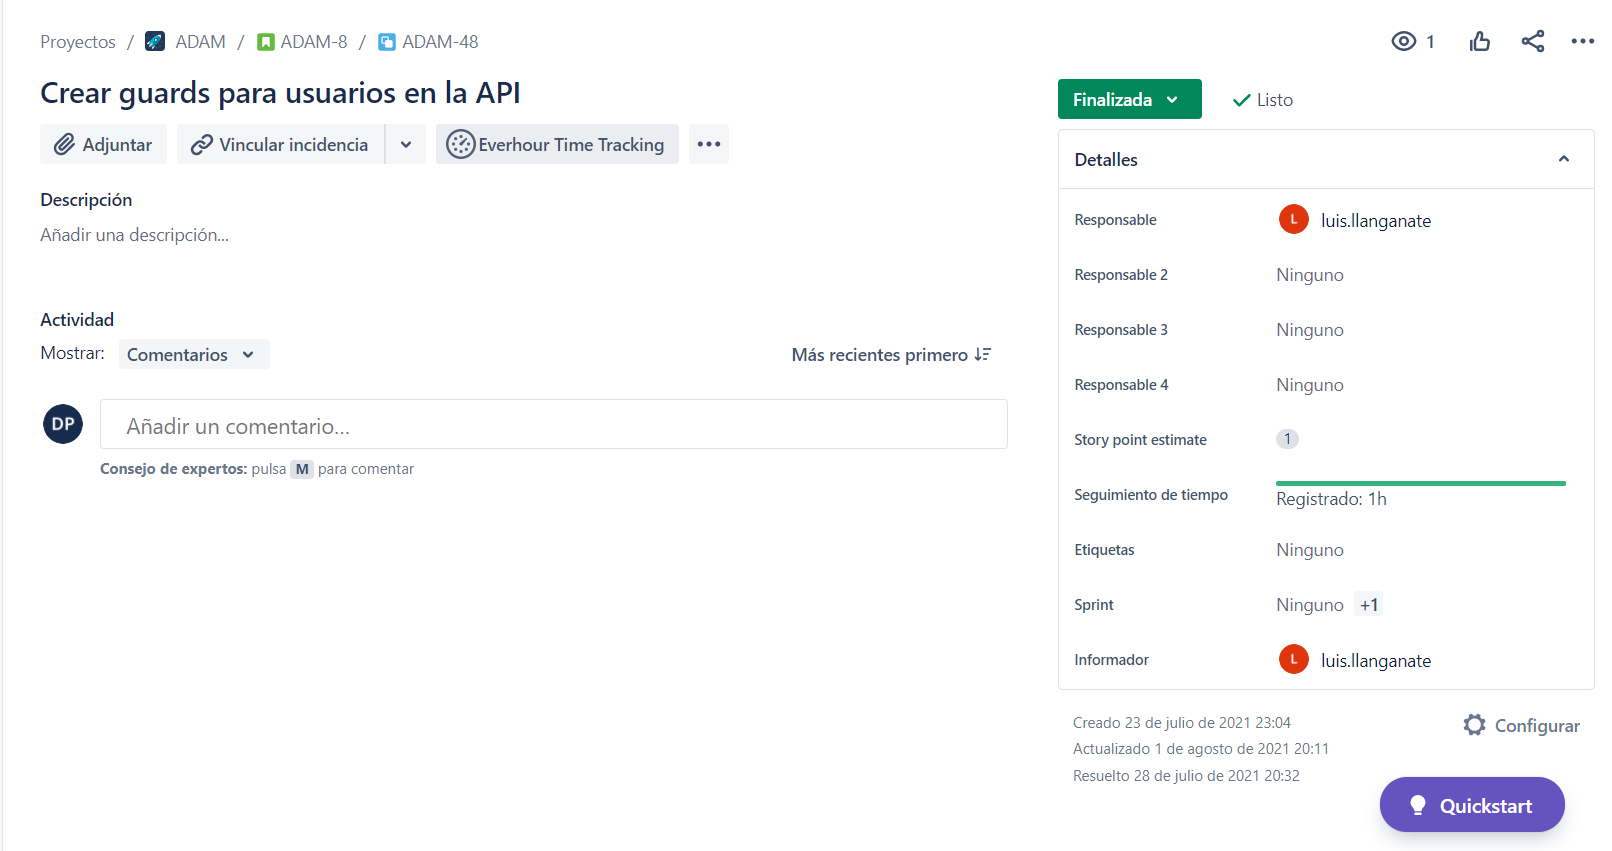 Proyectos / ADAM / ADAM-8 / ADAM-48
1
Crear guards para usuarios en la API
Finalizada
Listo
Adjuntar
Vincular incidencia
Everhour Time Tracking
Detalles
Descripción
Añadir una descripción...
Responsable
L
luis.llanganate
Responsable 2
Ninguno
Responsable 3
Ninguno
Responsable 4
Ninguno
Story point estimate
1
Seguimiento de tiempo
Registrado: 1h
Etiquetas
Ninguno
Sprint
Ninguno +1
Informador
L
luis.llanganate
Actividad
Mostrar:
Comentarios
Más recientes primero
DP
Añadir un comentario...
Consejo de expertos: pulsa M para comentar
Creado 23 de julio de 2021 23:04
Actualizado 1 de agosto de 2021 20:11
Resuelto 28 de julio de 2021 20:32
Configurar
Quickstart